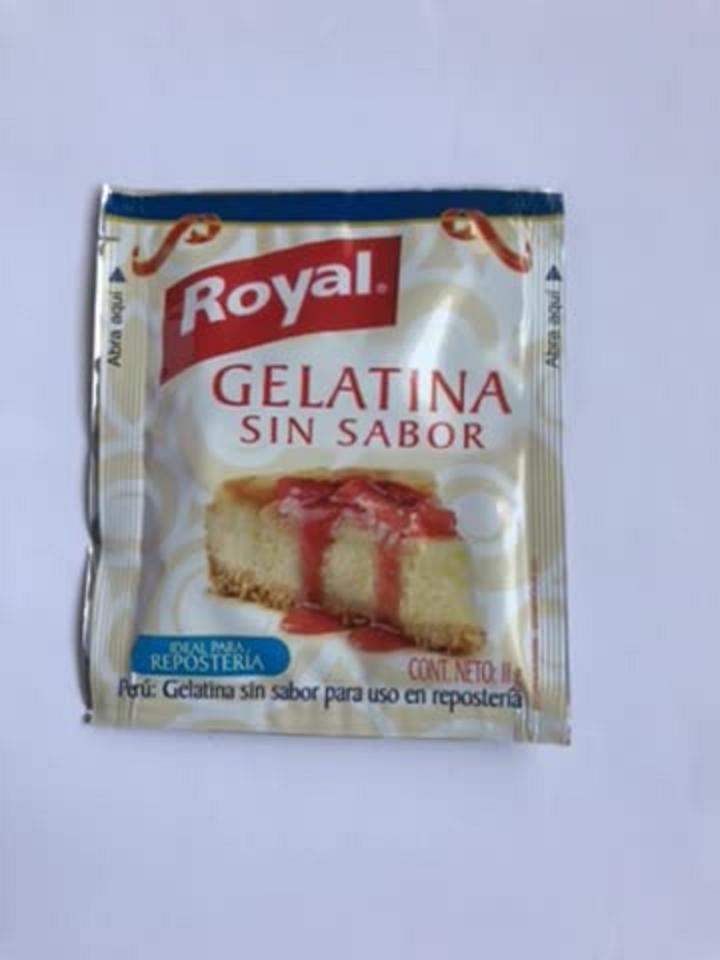 Royal®
GELATINA
SIN SABOR
Abra aquí
Abra aquí
IDEAL PARA
REPOSTERÍA
CONT. NETO: 11 g
Perú: Gelatina sin sabor para uso en repostería